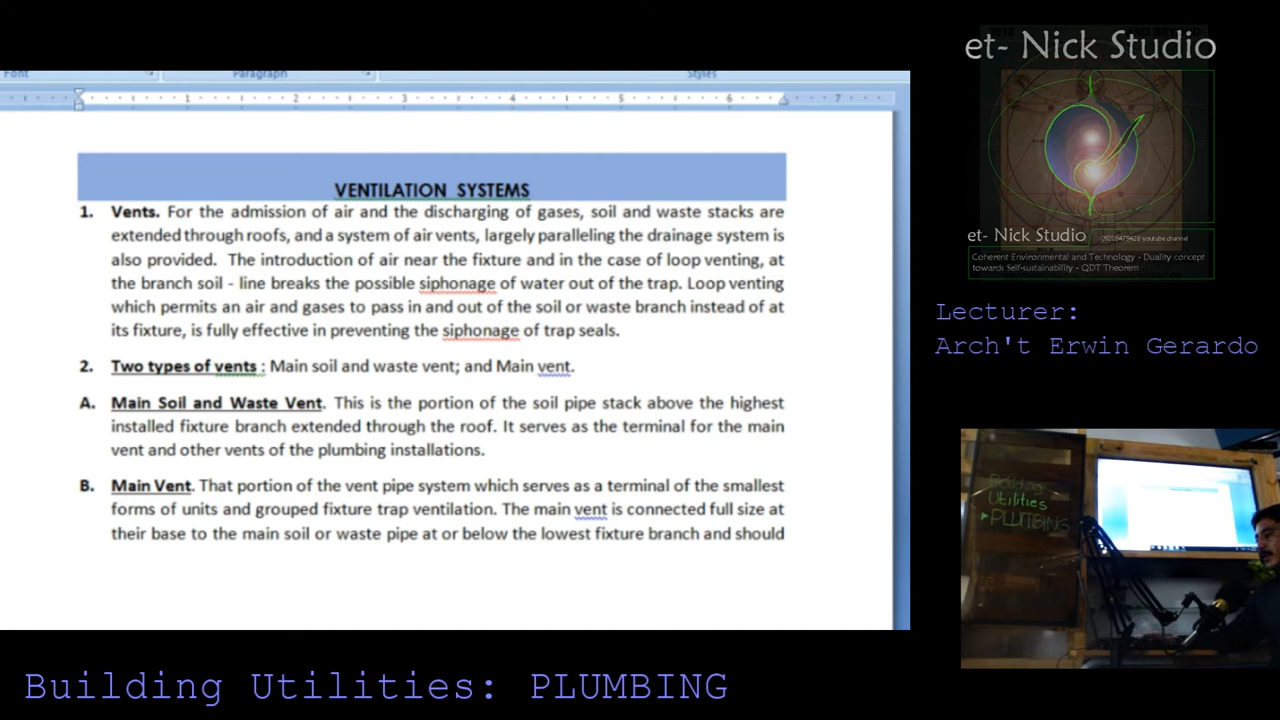 et- Nick Studio
Font
Paragraph
Styles
1 2 3 4 5 6 7
VENTILATION SYSTEMS
1. Vents. For the admission of air and the discharging of gases, soil and waste stacks are
extended through roofs, and a system of air vents, largely paralleling the drainage system is
also provided. The introduction of air near the fixture and in the case of loop venting, at
the branch soil - line breaks the possible siphonage of water out of the trap. Loop venting
which permits an air and gases to pass in and out of the soil or waste branch instead of at
its fixture, is fully effective in preventing the siphonage of trap seals.
2. Two types of vents : Main soil and waste vent; and Main vent.
A. Main Soil and Waste Vent. This is the portion of the soil pipe stack above the highest
installed fixture branch extended through the roof. It serves as the terminal for the main
vent and other vents of the plumbing installations.
B. Main Vent. That portion of the vent pipe system which serves as a terminal of the smallest
forms of units and grouped fixture trap ventilation. The main vent is connected full size at
their base to the main soil or waste pipe at or below the lowest fixture branch and should
et- Nick Studio
youtube channel
Coherent Environmental and Technology - Duality concept
towards Self-sustainability - QDT Theorem
Lecturer:
Arch't Erwin Gerardo
Building
Utilities
PLUMBING
Building Utilities: PLUMBING